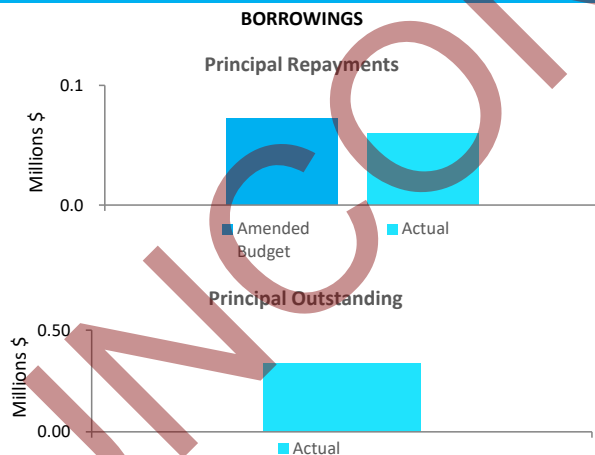 BORROWINGS
Principal Repayments
0.1
Millions $
0.0
Amended
Budget
Actual
Principal Outstanding
0.50
Millions $
0.00
Actual